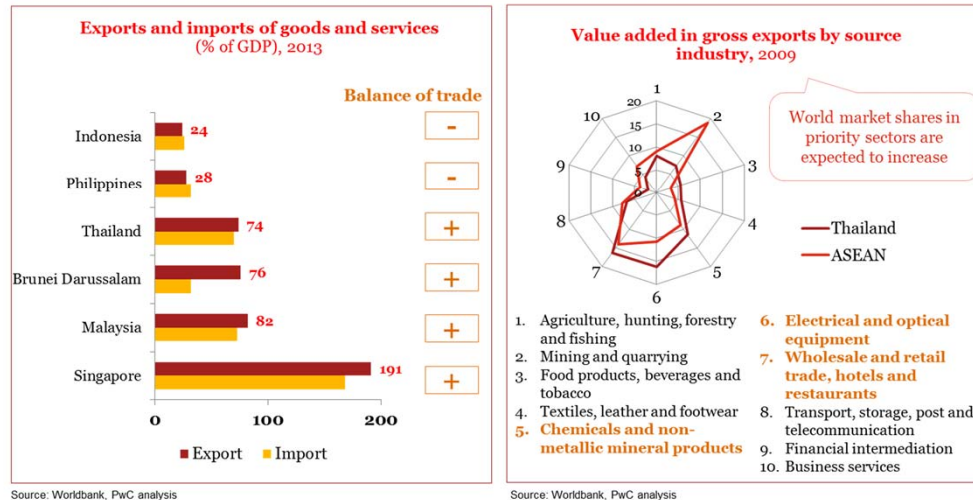 Exports and imports of goods and services
(% of GDP), 2013
Balance of trade
Indonesia
24
-
Philippines
28
-
Thailand
74
+
Brunei Darussalam
76
+
Malaysia
82
+
Singapore
191
+
0
100
200
Export
Import
Source: Worldbank, PwC analysis
Value added in gross exports by source
industry, 2009
1
2
3
4
5
6
7
8
9
10
20
15
10
5
0
World market shares in
priority sectors are
expected to increase
Thailand
ASEAN
1. Agriculture, hunting, forestry
and fishing
2. Mining and quarrying
3. Food products, beverages and
tobacco
4. Textiles, leather and footwear
5. Chemicals and non-
metallic mineral products
6. Electrical and optical
equipment
7. Wholesale and retail
trade, hotels and
restaurants
8. Transport, storage, post and
telecommunication
9. Financial intermediation
10. Business services
Source: Worldbank, PwC analysis